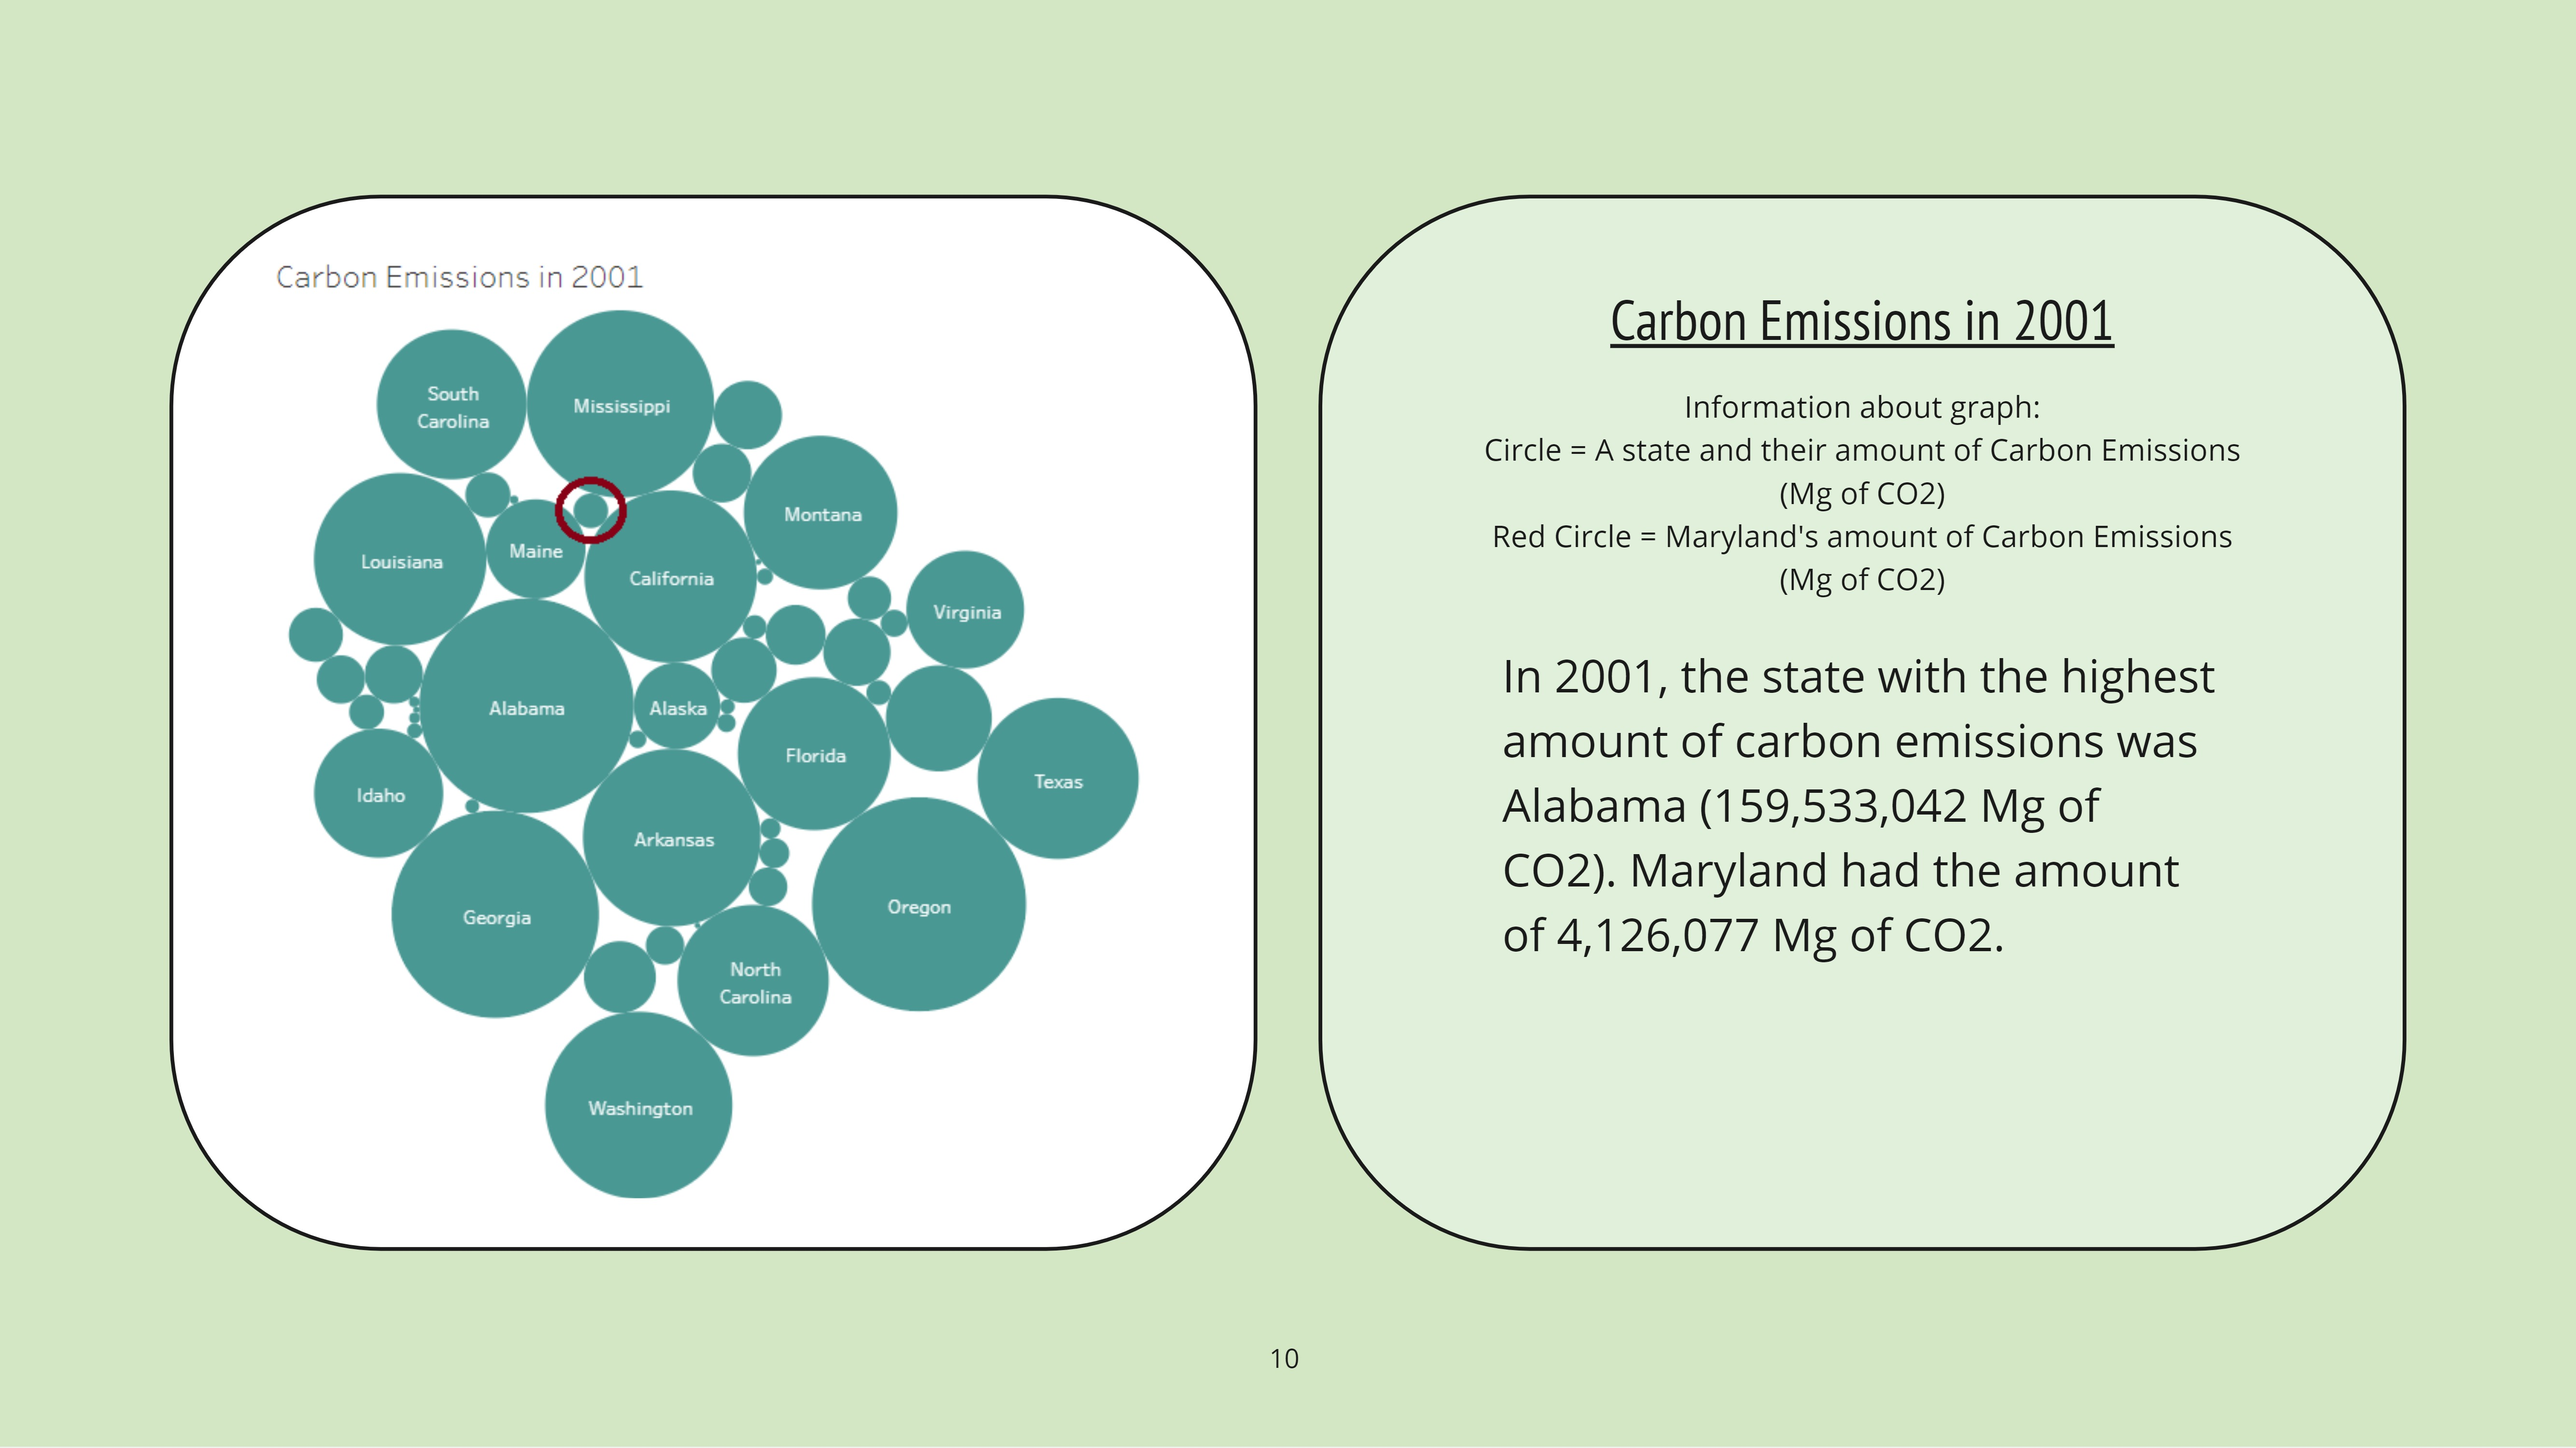 Carbon Emissions in 2001
South
Carolina
Mississippi
Montana
Louisiana
Maine
California
Virginia
Alabama
Alaska
Florida
Texas
Idaho
Arkansas
Georgia
Oregon
North
Carolina
Washington
Carbon Emissions in 2001
Information about graph:
Circle = A state and their amount of Carbon Emissions
(Mg of CO2)
Red Circle = Maryland's amount of Carbon Emissions
(Mg of CO2)
In 2001, the state with the highest
amount of carbon emissions was
Alabama (159,533,042 Mg of
CO2). Maryland had the amount
of 4,126,077 Mg of CO2.
10